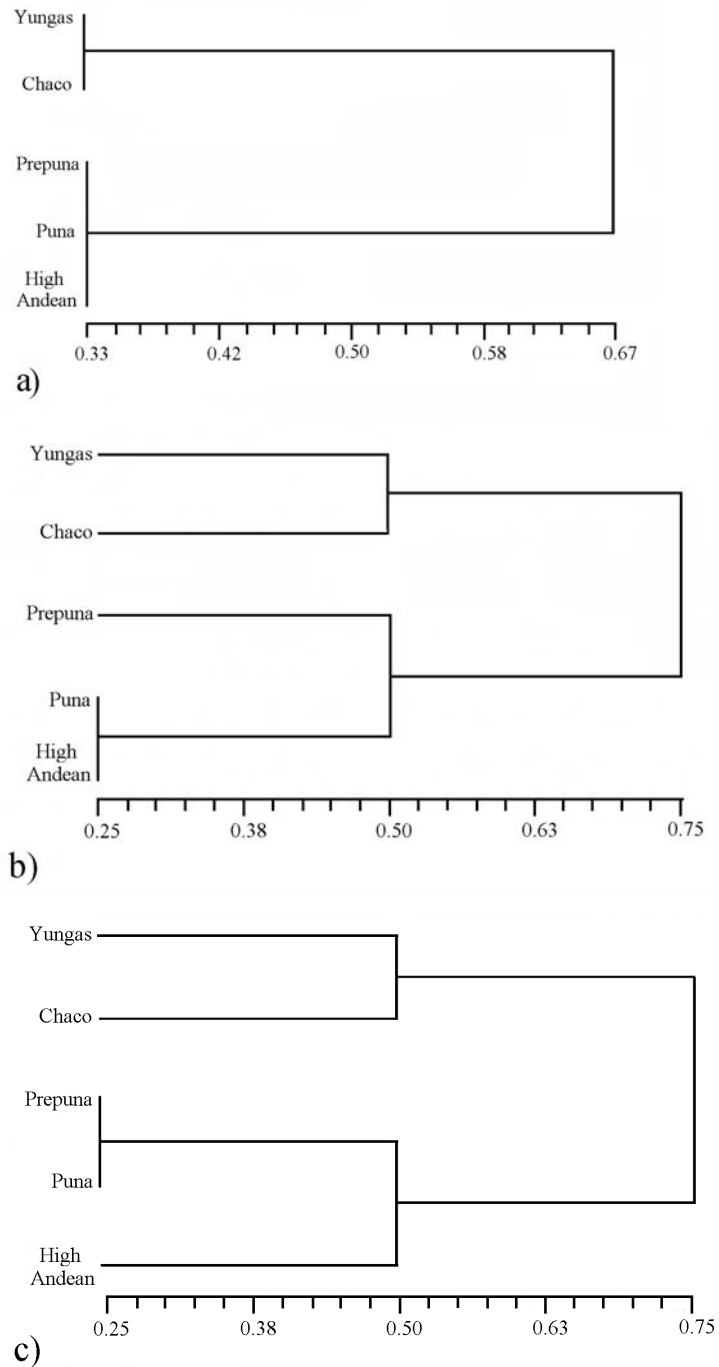 Yungas
Chaco
Prepuna
Puna
High
Andean
0.33 0.42 0.50 0.58 0.67
a)
Yungas
Chaco
Prepuna
Puna
High
Andean
0.25 0.38 0.50 0.63 0.75
b)
Yungas
Chaco
Prepuna
Puna
High
Andean
0.25 0.38 0.50 0.63 0.75
c)